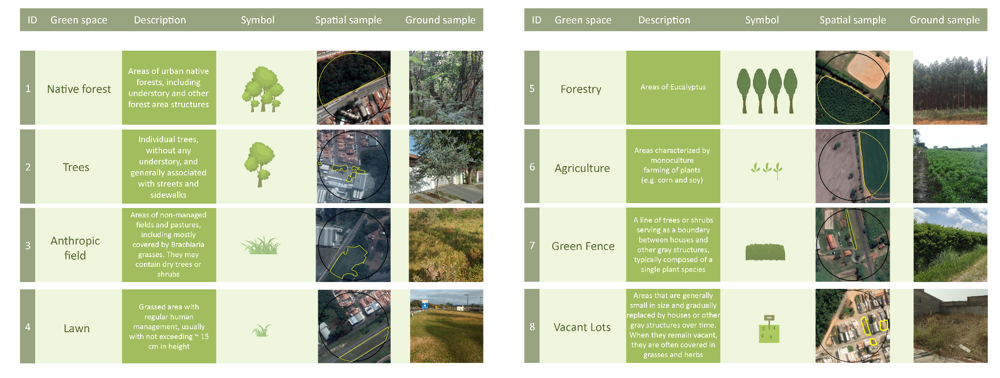 ID Green space Description Symbol Spatial sample Ground sample
1
Native forest
Areas of urban native
forests, including
understory and other
forest area structures
2
Trees
Individual trees,
without any
understory, and
generally associated
with streets and
sidewalks
3
Anthropic
field
Areas of non-managed
fields and pastures,
including mostly
covered by Brachiaria
grasses. They may
contain dry trees or
shrubs
4
Lawn
Grassed area with
regular human
management, usually
with not exceeding ~ 15
cm in height
ID Green space Description Symbol Spatial sample Ground sample
5
Forestry
Areas of Eucalyptus
6
Agriculture
Areas characterized by
monoculture
farming of plants
(e.g. corn and soy)
7
Green Fence
A line of trees or shrubs
serving as a boundary
between houses and
other gray structures,
typically composed of a
single plant species
8
Vacant Lots
Areas that are generally
small in size and gradually
replaced by houses or other
gray structures over time.
When they remain vacant,
they are often covered in
grasses and herbs